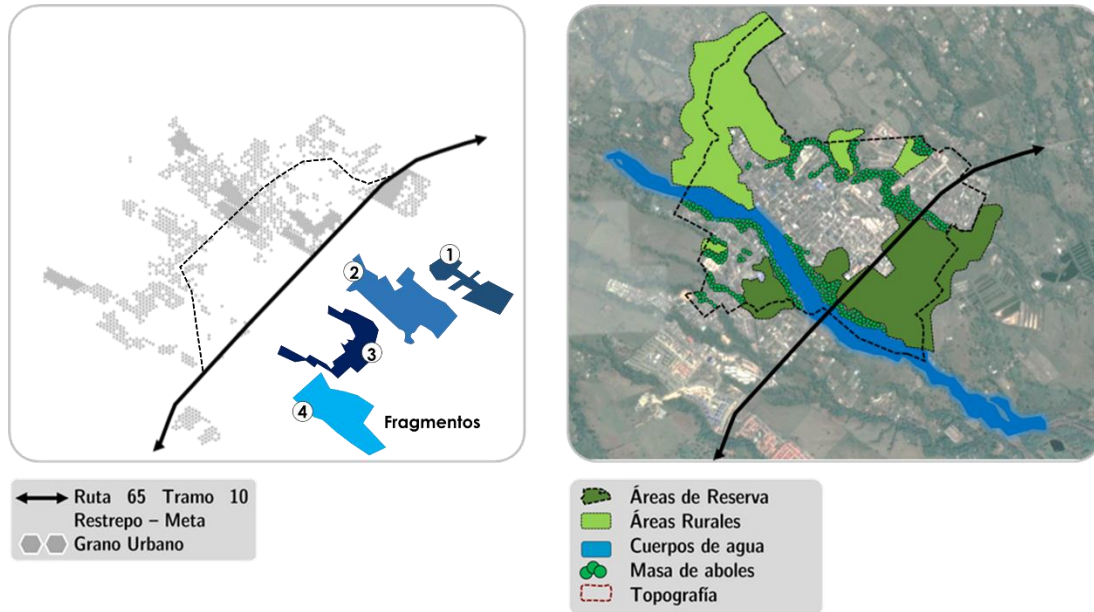 1
2
3
4
Fragmentos
Ruta 65 Tramo 10
Restrepo – Meta
Grano Urbano
Áreas de Reserva
Áreas Rurales
Cuerpos de agua
Masa de aboles
Topografía